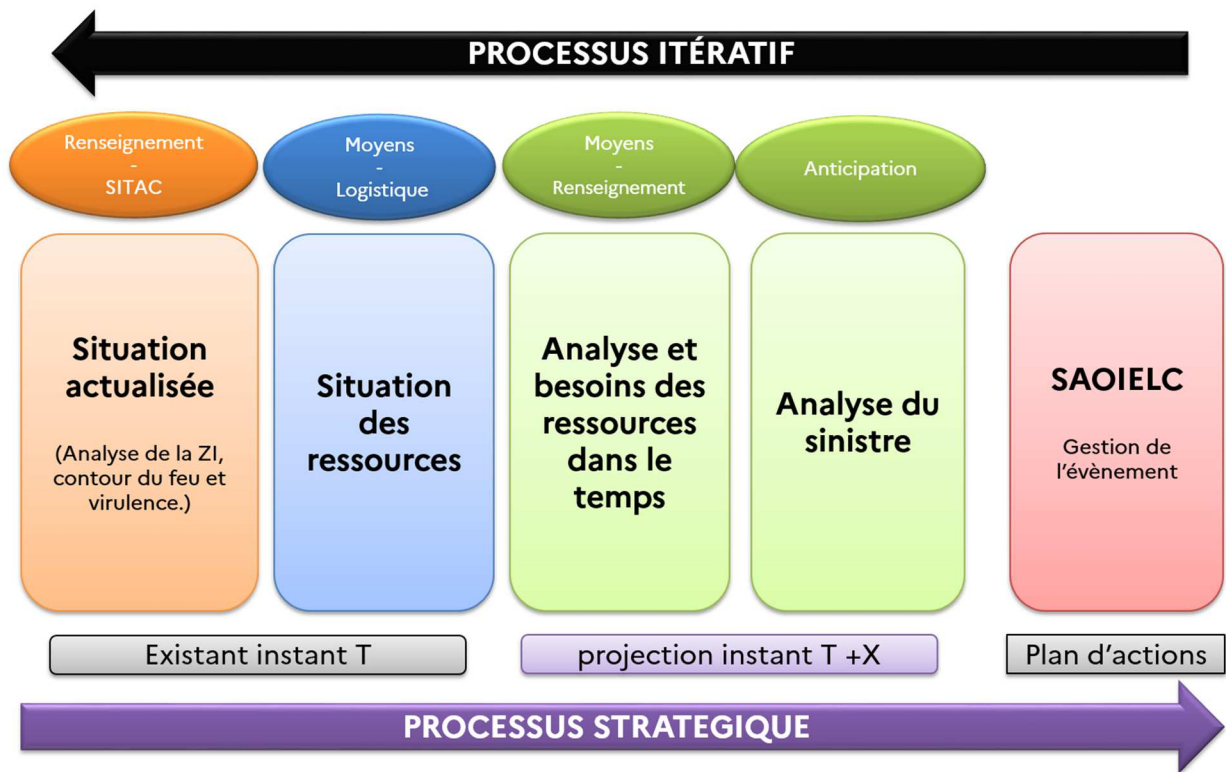 PROCESSUS ITÉRATIF
Renseignement
-
SITAC
Moyens
-
Logistique
Moyens
-
Renseignement
Anticipation
Situation
actualisée
(Analyse de la ZI,
contour du feu et
virulence.)
Situation
des
ressources
Analyse et
besoins des
ressources
dans le
temps
Analyse du
sinistre
SAOIELC
Gestion de
l'évènement
Existant instant T
projection instant T +X
Plan d'actions
PROCESSUS STRATEGIQUE